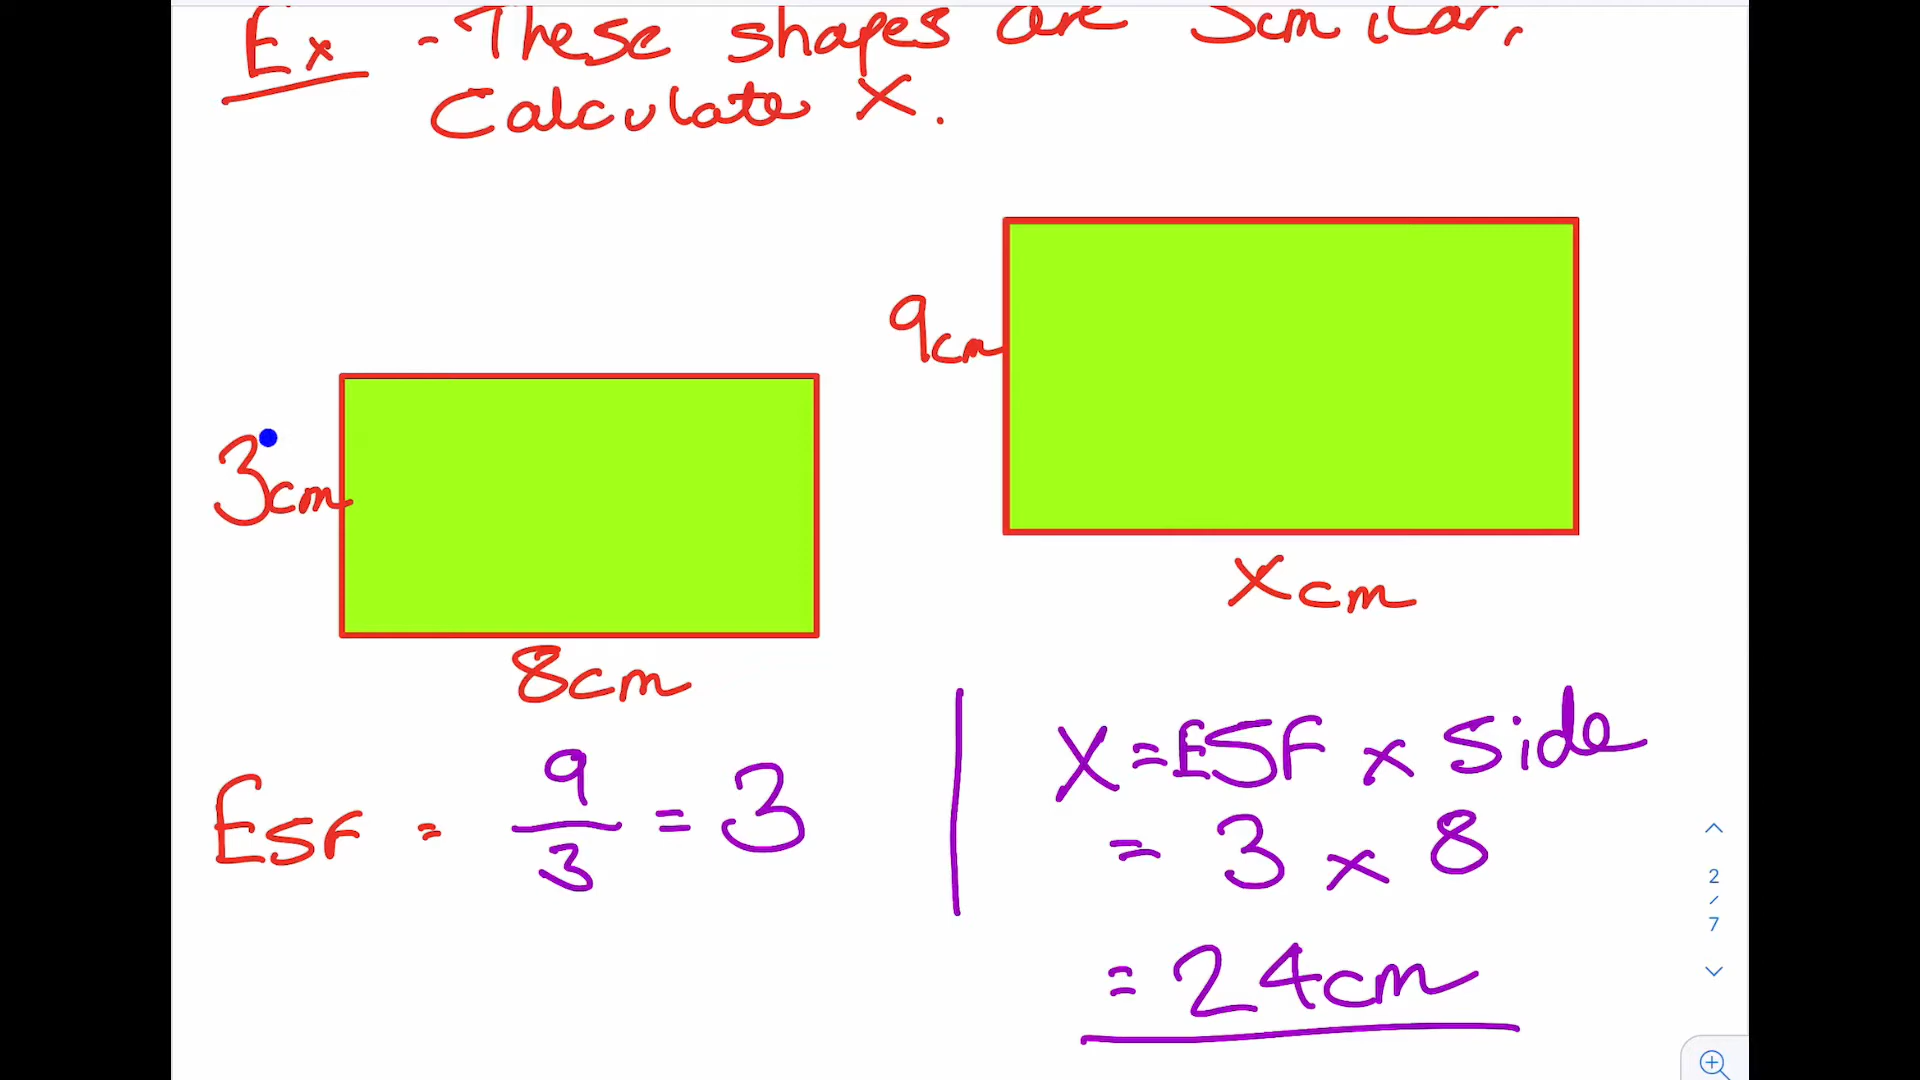 Ex - These shapes are Similar,
Calculate X.
9cm
3cm
xcm
8cm
ESF = 9/3 = 3
X = ESF x Side
= 3 x 8
= 24cm
2
/
7